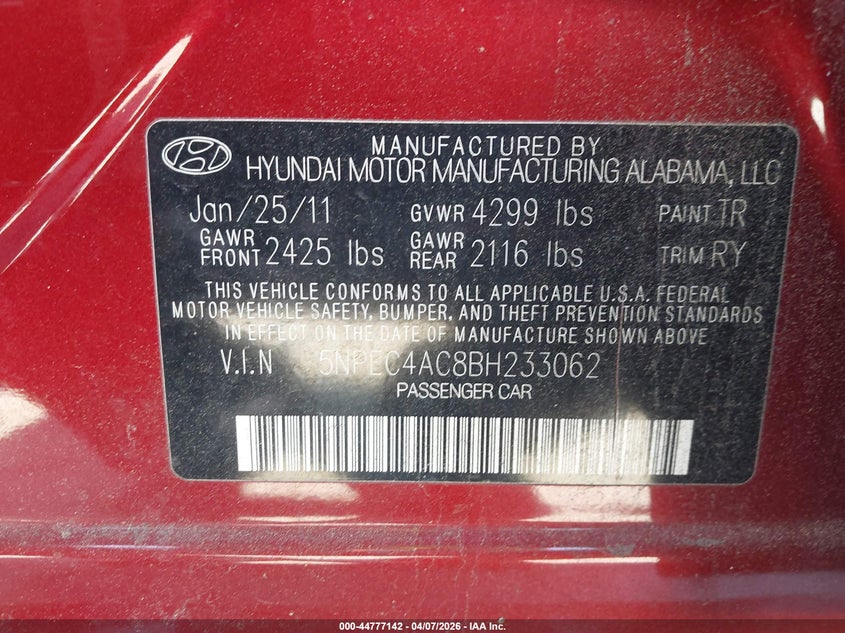 MANUFACTURED BY
HYUNDAI MOTOR MANUFACTURING ALABAMA, LLC
Jan/25/11 GVWR 4299 lbs PAINT TR
GAWR FRONT 2425 lbs GAWR REAR 2116 lbs TRIM RY
THIS VEHICLE CONFORMS TO ALL APPLICABLE U.S.A. FEDERAL
MOTOR VEHICLE SAFETY, BUMPER, AND THEFT PREVENTION STANDARDS
IN EFFECT ON THE DATE OF MANUFACTURE SHOWN ABOVE
V.I.N 5NPEC4AC8BH233062
PASSENGER CAR
000-44777142 - 04/07/2026 - IAA Inc.